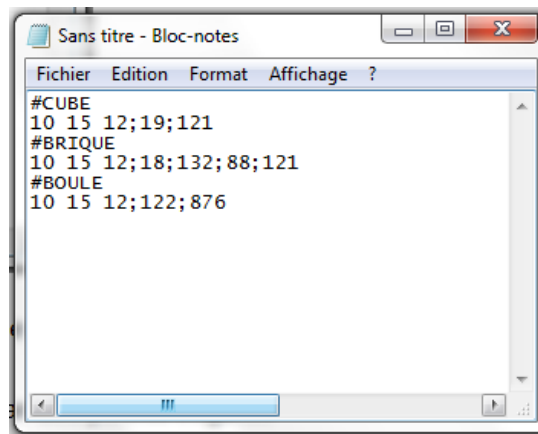 Sans titre - Bloc-notes
Fichier Edition Format Affichage ?
#CUBE
10 15 12;19;121
#BRIQUE
10 15 12;18;132;88;121
#BOULE
10 15 12;122;876